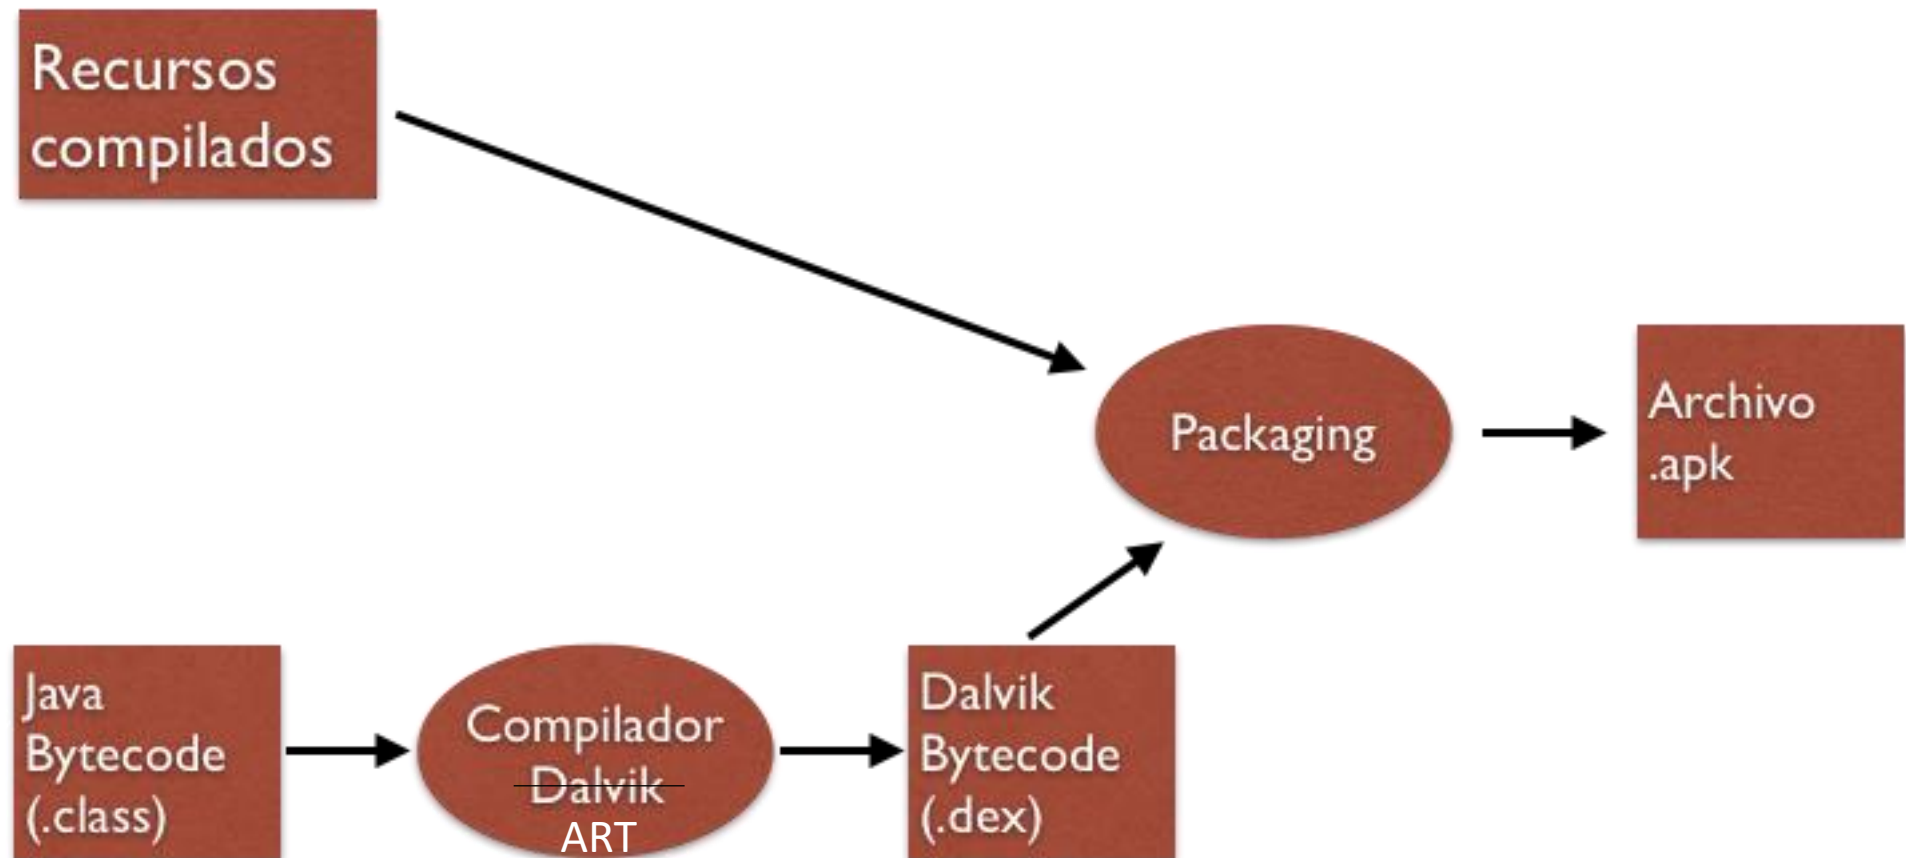 Recursos
compilados
Packaging
Archivo
.apk
Java
Bytecode
(.class)
Compilador
Dalvik
ART
Dalvik
Bytecode
(.dex)